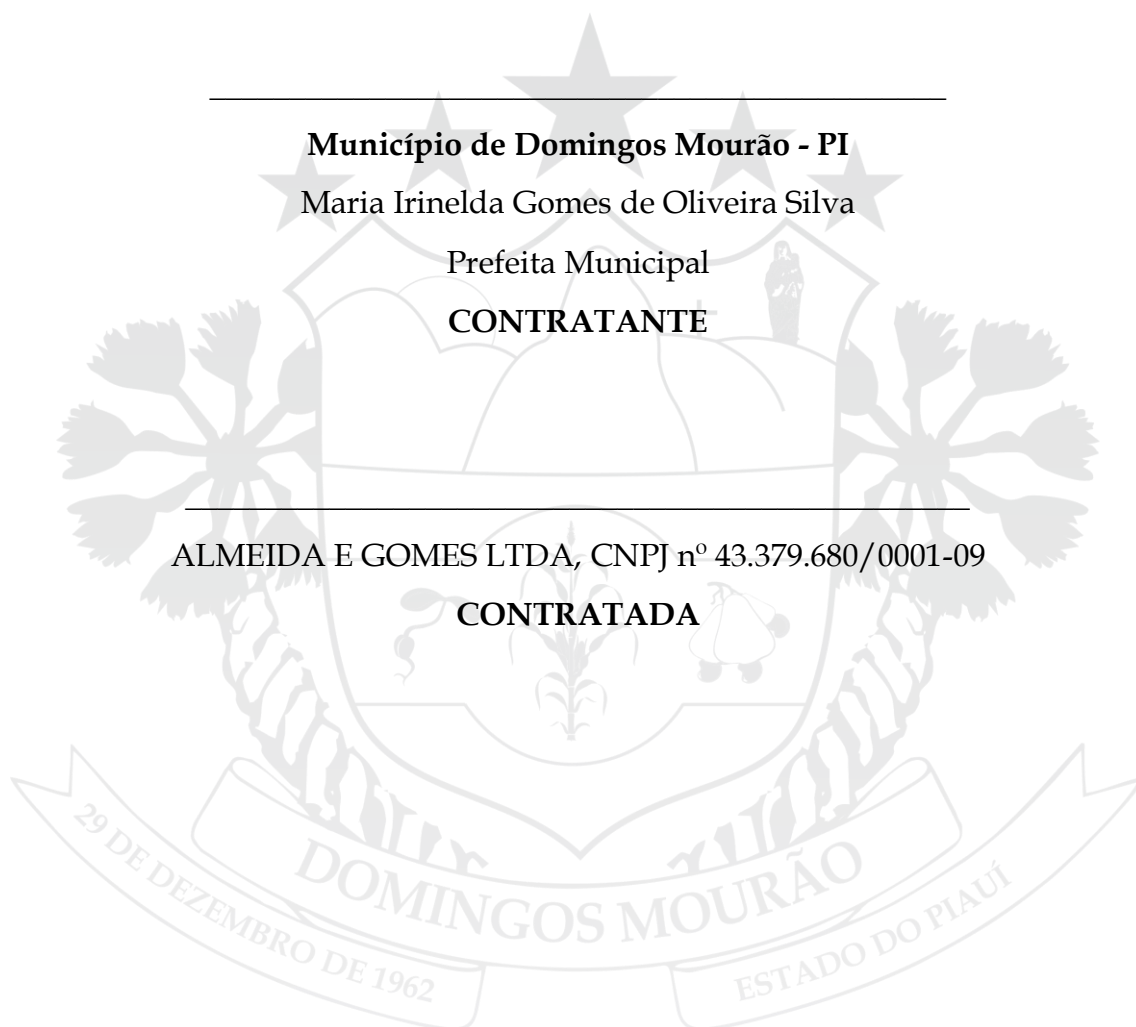 Município de Domingos Mourão - PI
Maria Irinelda Gomes de Oliveira Silva
Prefeita Municipal
CONTRATANTE
ALMEIDA E GOMES LTDA, CNPJ nº 43.379.680/0001-09
CONTRATADA
29 DE DEZEMBRO DE 1962
DOMINGOS MOURÃO
ESTADO DO PIAUÍ